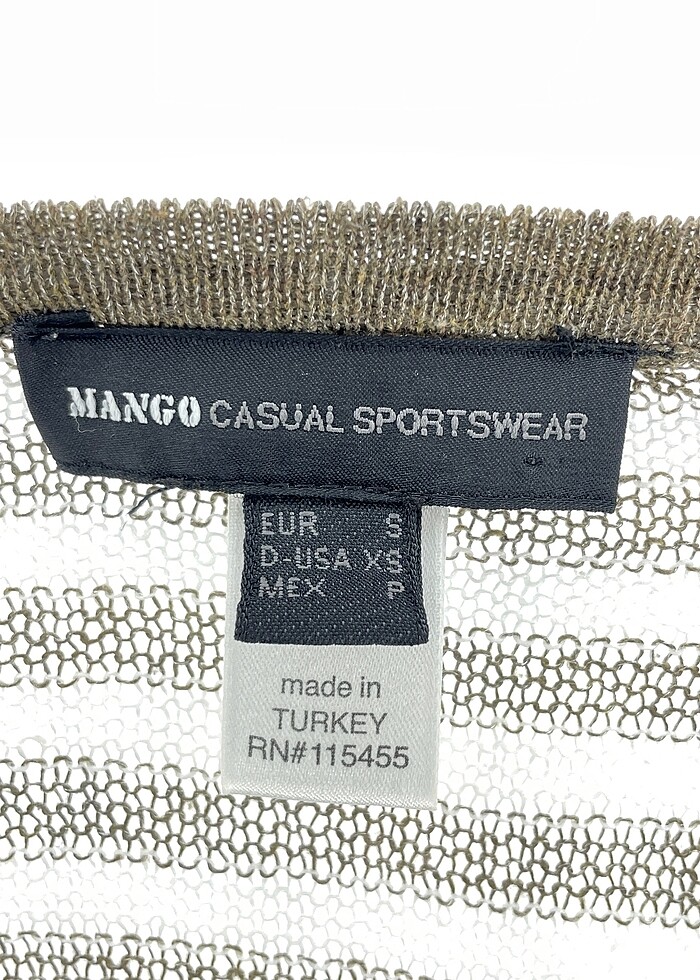 MANGO CASUAL SPORTSWEAR
EUR S
D-USA XS
MEX P
made in
TURKEY
RN#115455